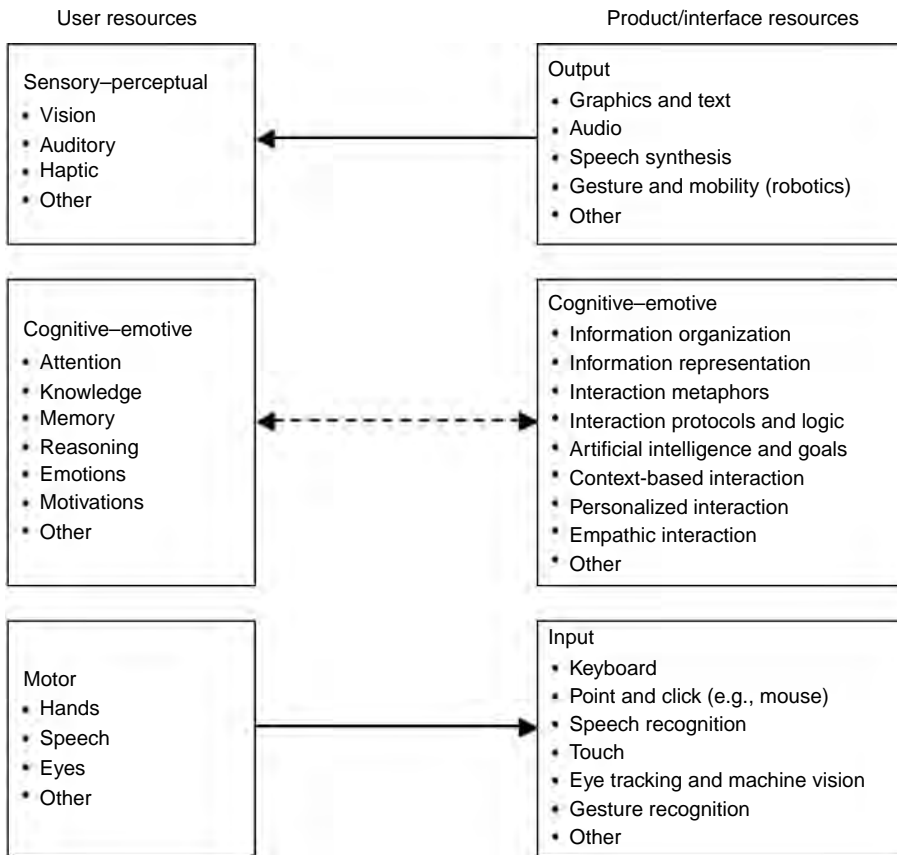 User resources
Product/interface resources
Sensory–perceptual
• Vision
• Auditory
• Haptic
• Other
Output
• Graphics and text
• Audio
• Speech synthesis
• Gesture and mobility (robotics)
• Other
Cognitive–emotive
• Attention
• Knowledge
• Memory
• Reasoning
• Emotions
• Motivations
• Other
Cognitive–emotive
• Information organization
• Information representation
• Interaction metaphors
• Interaction protocols and logic
• Artificial intelligence and goals
• Context-based interaction
• Personalized interaction
• Empathic interaction
• Other
Motor
• Hands
• Speech
• Eyes
• Other
Input
• Keyboard
• Point and click (e.g., mouse)
• Speech recognition
• Touch
• Eye tracking and machine vision
• Gesture recognition
• Other